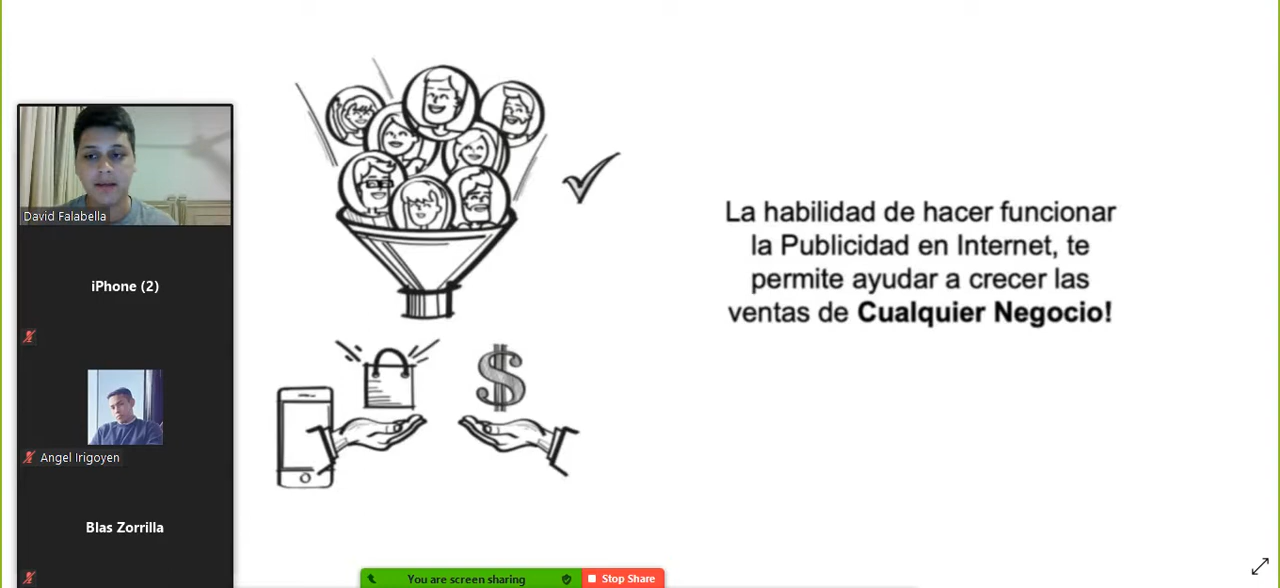 David Falabella
iPhone (2)
Angel Irigoyen
Blas Zorrilla
$
La habilidad de hacer funcionar
la Publicidad en Internet, te
permite ayudar a crecer las
ventas de Cualquier Negocio!
You are screen sharing
Stop Share